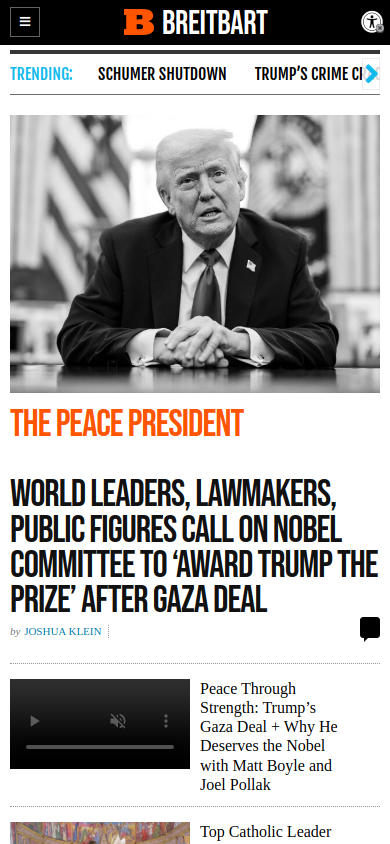 B BREITBART
TRENDING:
SCHUMER SHUTDOWN
TRUMP'S CRIME
THE PEACE PRESIDENT
WORLD LEADERS, LAWMAKERS,
PUBLIC FIGURES CALL ON NOBEL
COMMITTEE TO ‘AWARD TRUMP THE
PRIZE’ AFTER GAZA DEAL
by JOSHUA KLEIN
Peace Through
Strength: Trump’s
Gaza Deal + Why He
Deserves the Nobel
with Matt Boyle and
Joel Pollak
Top Catholic Leader